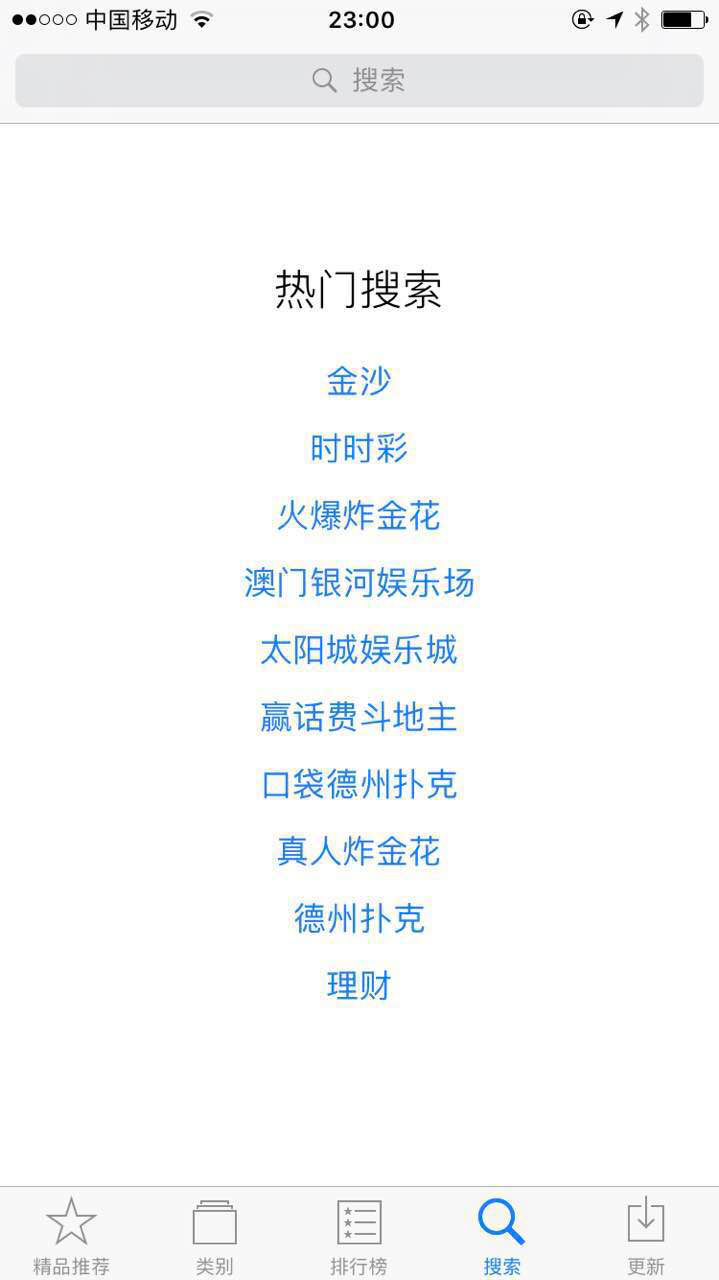 中国移动 23:00
搜索
热门搜索
金沙
时时彩
火爆炸金花
澳门银河娱乐场
太阳城娱乐城
赢话费斗地主
口袋德州扑克
真人炸金花
德州扑克
理财
精品推荐 类别 排行榜 搜索 更新